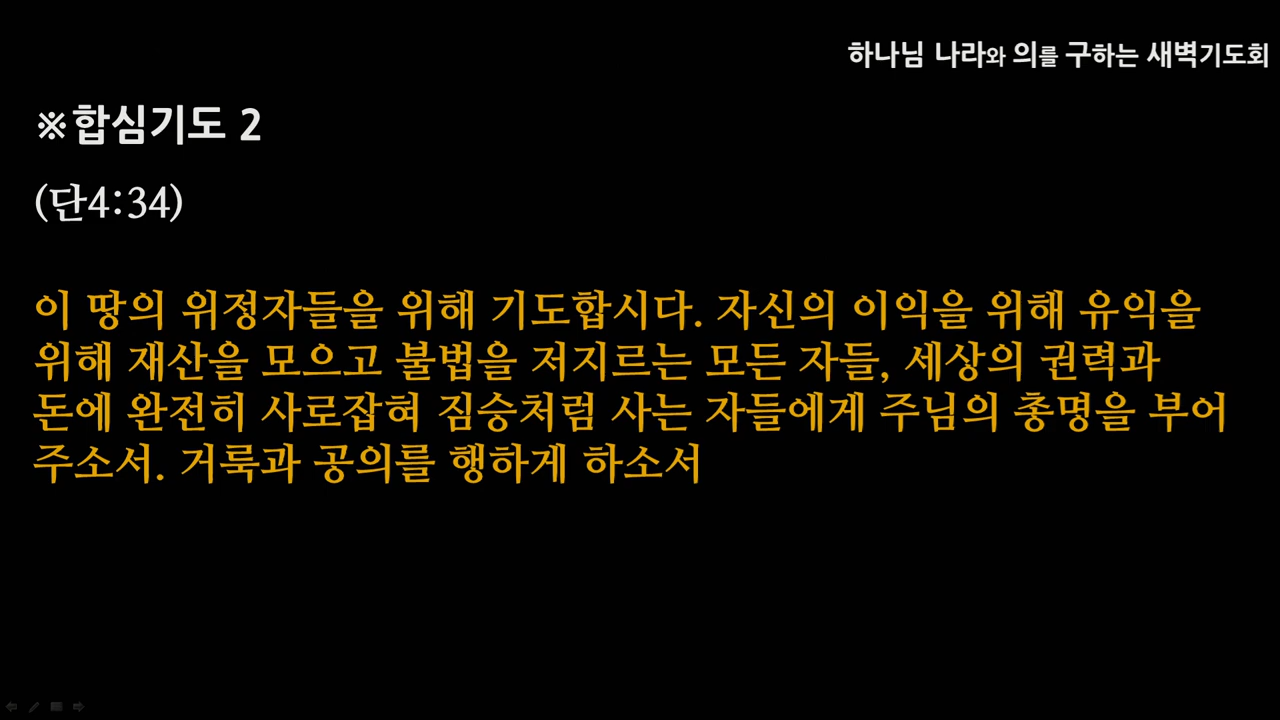 하나님 나라와 의를 구하는 새벽기도회
※합심기도 2
(단4:34)
이 땅의 위정자들을 위해 기도합시다. 자신의 이익을 위해 유익을
위해 재산을 모으고 불법을 저지르는 모든 자들, 세상의 권력과
돈에 완전히 사로잡혀 짐승처럼 사는 자들에게 주님의 총명을 부어
주소서. 거룩과 공의를 행하게 하소서